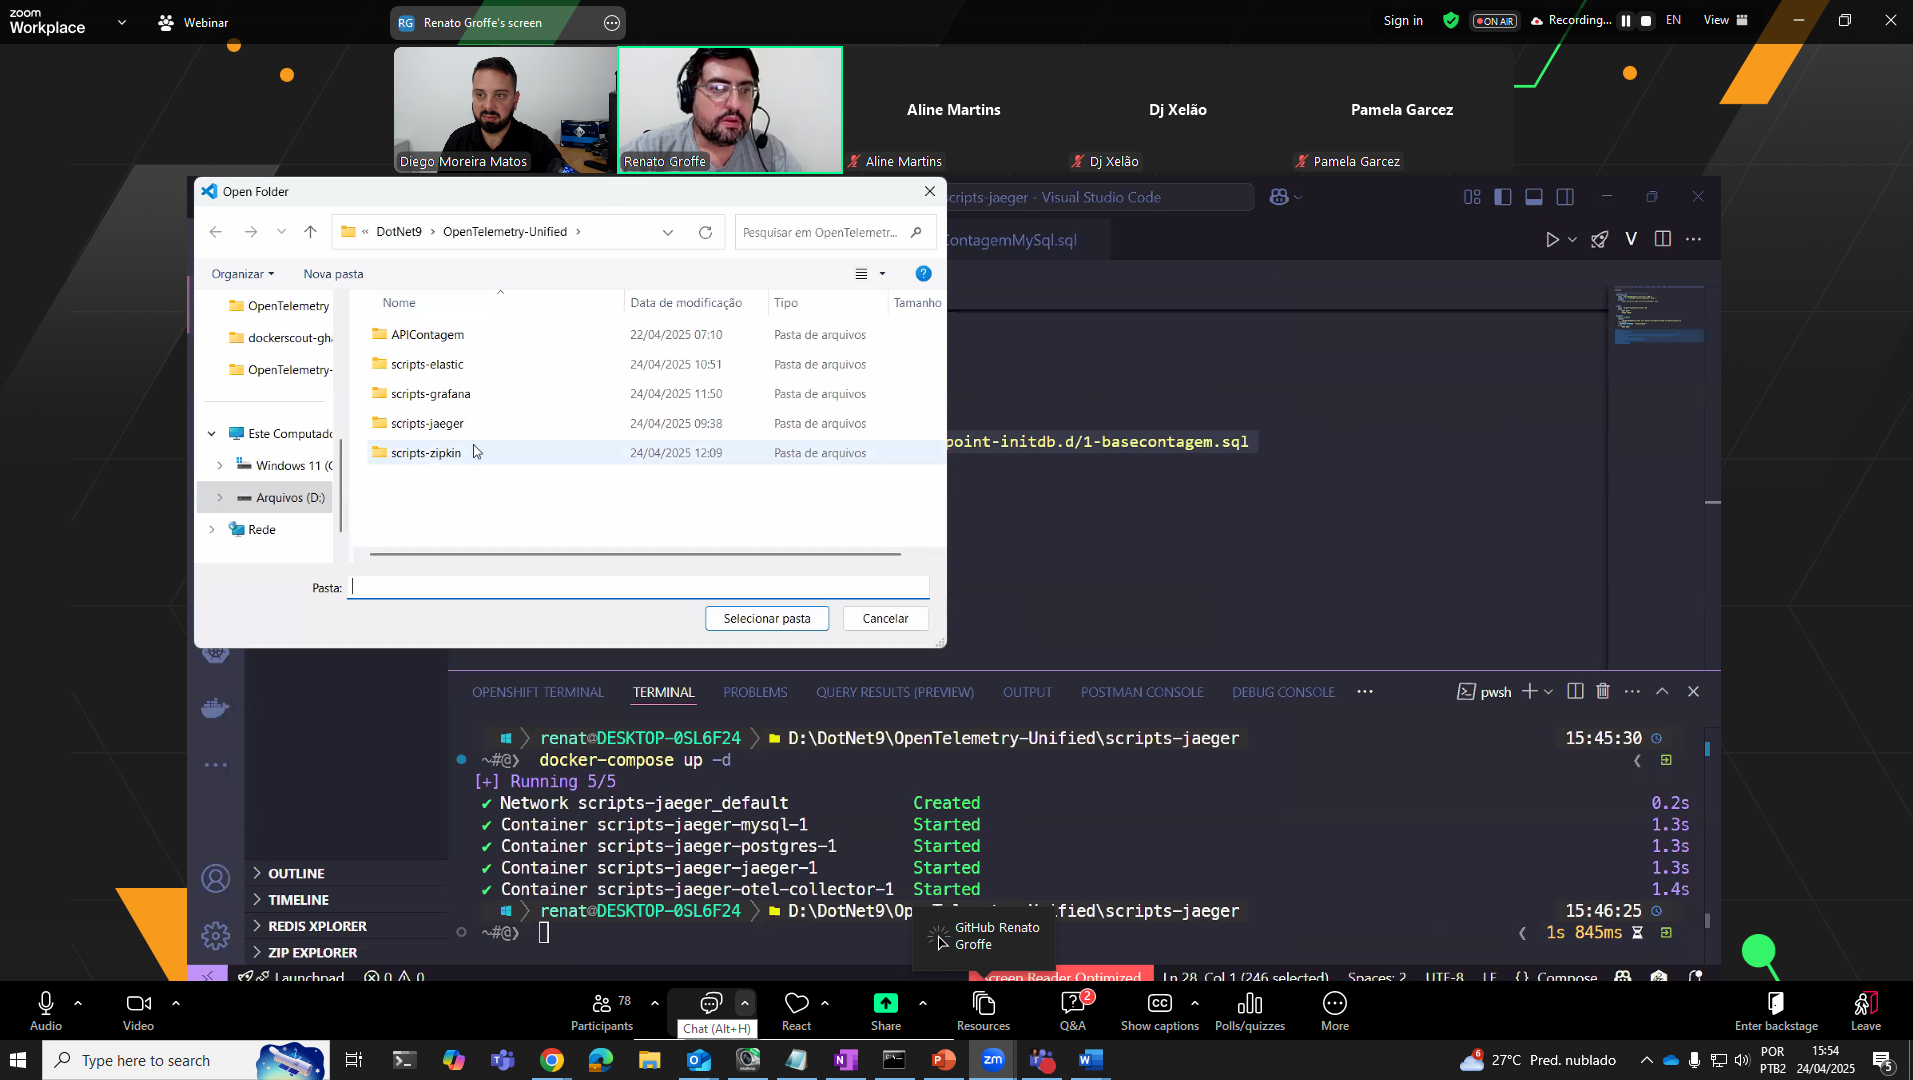 zoom
Workplace
Webinar
RG Renato Groffe's screen
Sign in
ON AIR
Recording...
EN
View
Diego Moreira Matos
Renato Groffe
Aline Martins
Aline Martins
Dj Xelão
Dj Xelão
Pamela Garcez
Pamela Garcez
Open Folder
« DotNet9 › OpenTelemetry-Unified ›
Pesquisar em OpenTelemetr...
Organizar
Nova pasta
Nome
Data de modificação
Tipo
Tamanho
OpenTelemetry
OpenTelemetry-
Este Computado
Windows 11 (C
Arquivos (D:)
Rede
APIContagem 22/04/2025 07:10 Pasta de arquivos
scripts-elastic 24/04/2025 10:51 Pasta de arquivos
scripts-grafana 24/04/2025 11:50 Pasta de arquivos
scripts-jaeger 24/04/2025 09:38 Pasta de arquivos
scripts-zipkin 24/04/2025 12:09 Pasta de arquivos
Pasta:
Selecionar pasta
Cancelar
scripts-jaeger - Visual Studio Code
ontagemMySql.sql
point-initdb.d/1-basecontagem.sql
OPENSHIFT TERMINAL TERMINAL PROBLEMS QUERY RESULTS (PREVIEW) OUTPUT POSTMAN CONSOLE DEBUG CONSOLE ... pwsh
renat@DESKTOP-0SL6F24 D:\DotNet9\OpenTelemetry-Unified\scripts-jaeger 15:45:30
~#@❯ docker-compose up -d
[+] Running 5/5
✔ Network scripts-jaeger_default Created 0.2s
✔ Container scripts-jaeger-mysql-1 Started 1.3s
✔ Container scripts-jaeger-postgres-1 Started 1.3s
✔ Container scripts-jaeger-jaeger-1 Started 1.3s
✔ Container scripts-jaeger-otel-collector-1 Started 1.4s
renat@DESKTOP-0SL6F24 D:\DotNet9\OpenTelemetry-Unified\scripts-jaeger 15:46:25
~#@❯ 1s 845ms
OUTLINE
TIMELINE
REDIS XPLORER
ZIP EXPLORER
GitHub Renato
Groffe
Launchpad 0 0
Screen Reader Optimized Ln 28, Col 1 (246 selected) Spaces: 2 UTF-8 LF {} Compose
Audio
Video
78
Participants
Chat (Alt+H)
React
Share
Resources
2
Q&A
CC
Show captions
Polls/quizzes
More
Enter backstage
Leave
Type here to search
zm
6
27°C Pred. nublado
POR
PTB2
15:54
24/04/2025
5